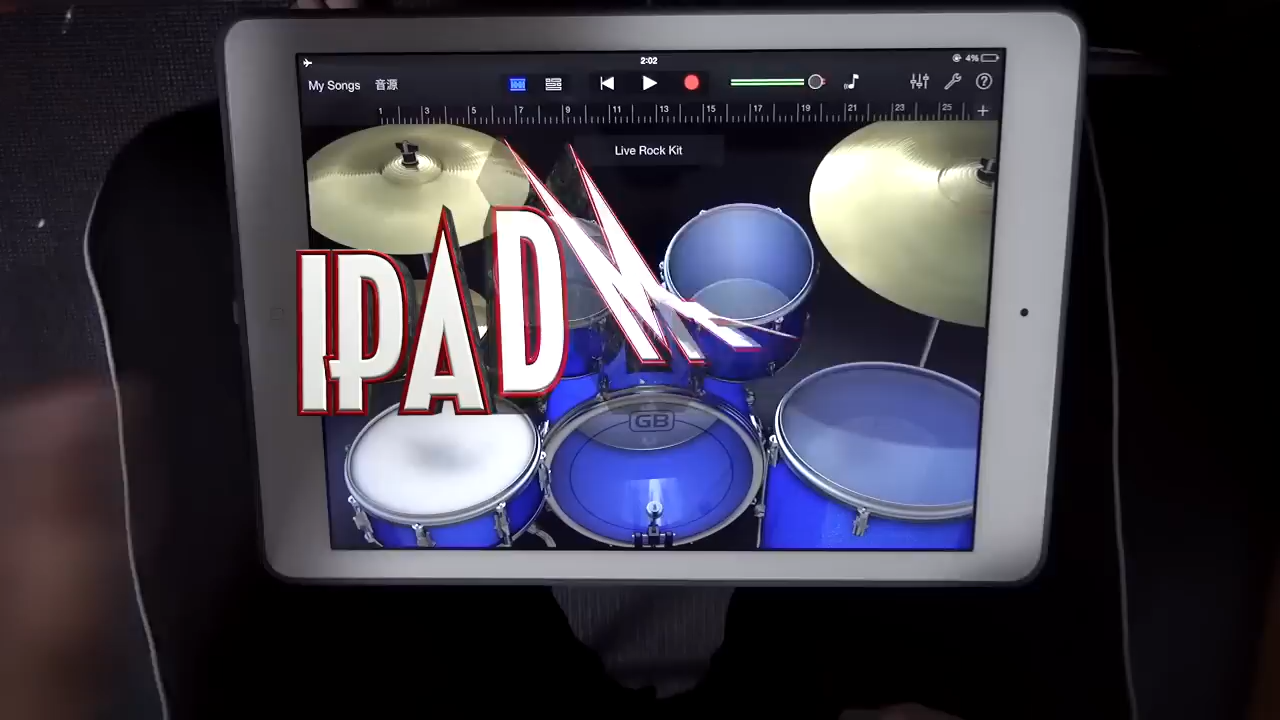 2:02
4%
My Songs
音源
1 3 5 7 9 11 13 15 17 19 21 23 25 +
Live Rock Kit
IPAD
GB